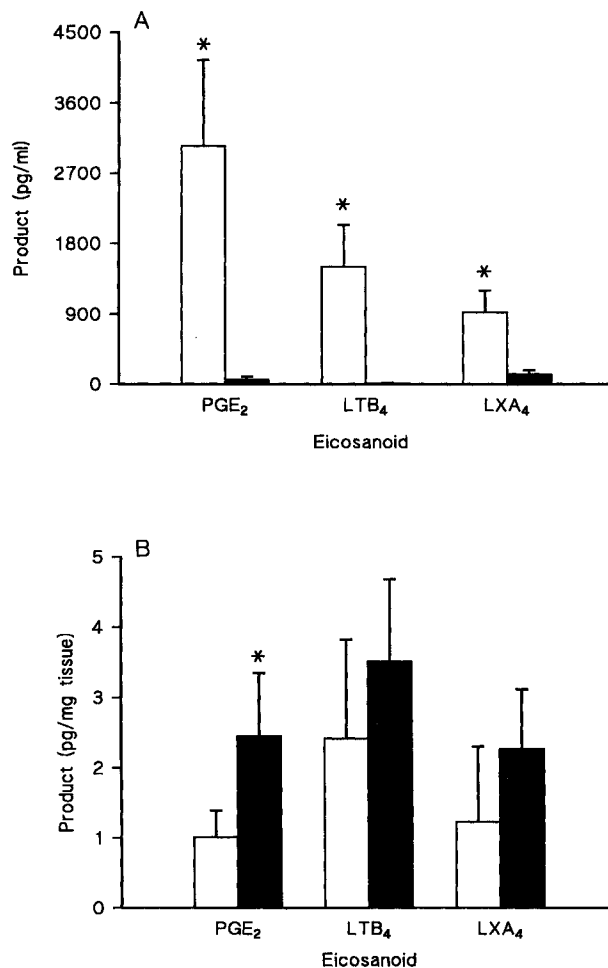 A
4500
3600
2700
1800
900
0
Product (pg/ml)
*
*
*
PGE₂ LTB₄ LXA₄
Eicosanoid
B
5
4
3
2
1
0
Product (pg/mg tissue)
*
PGE₂ LTB₄ LXA₄
Eicosanoid